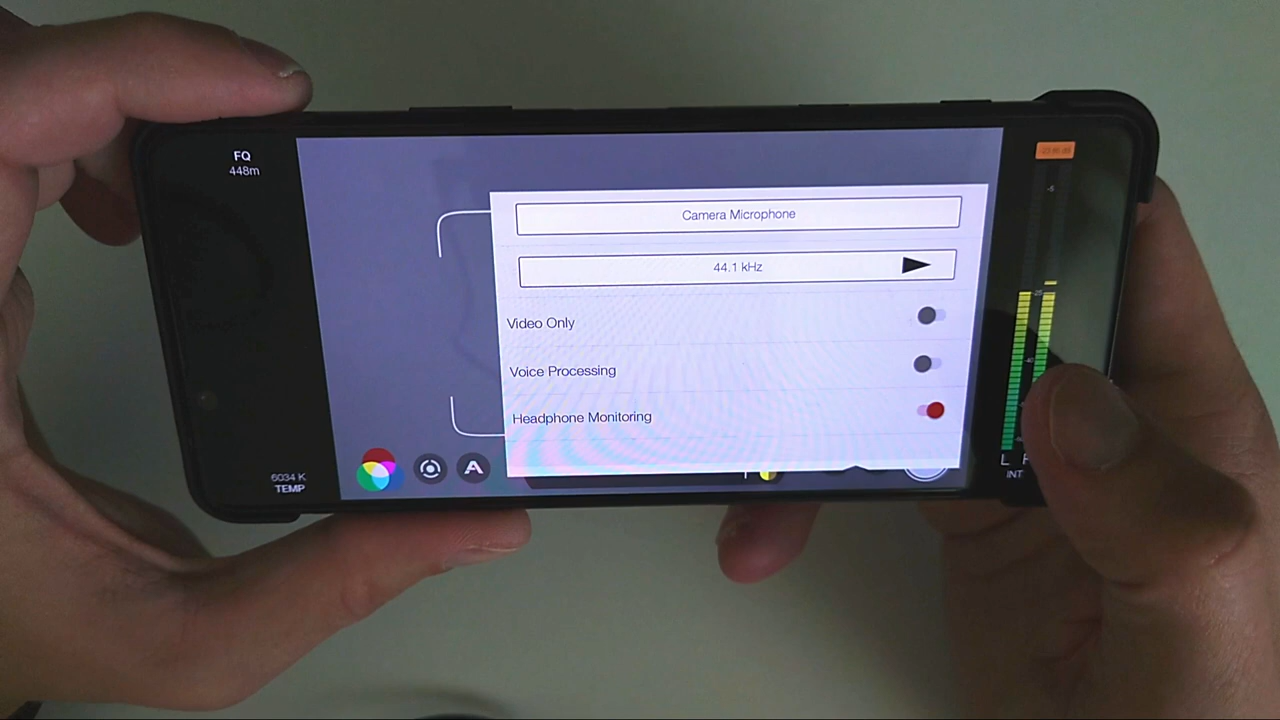 FQ
448m
Camera Microphone
44.1 kHz
Video Only
Voice Processing
Headphone Monitoring
6034 K
TEMP
A
L
INT